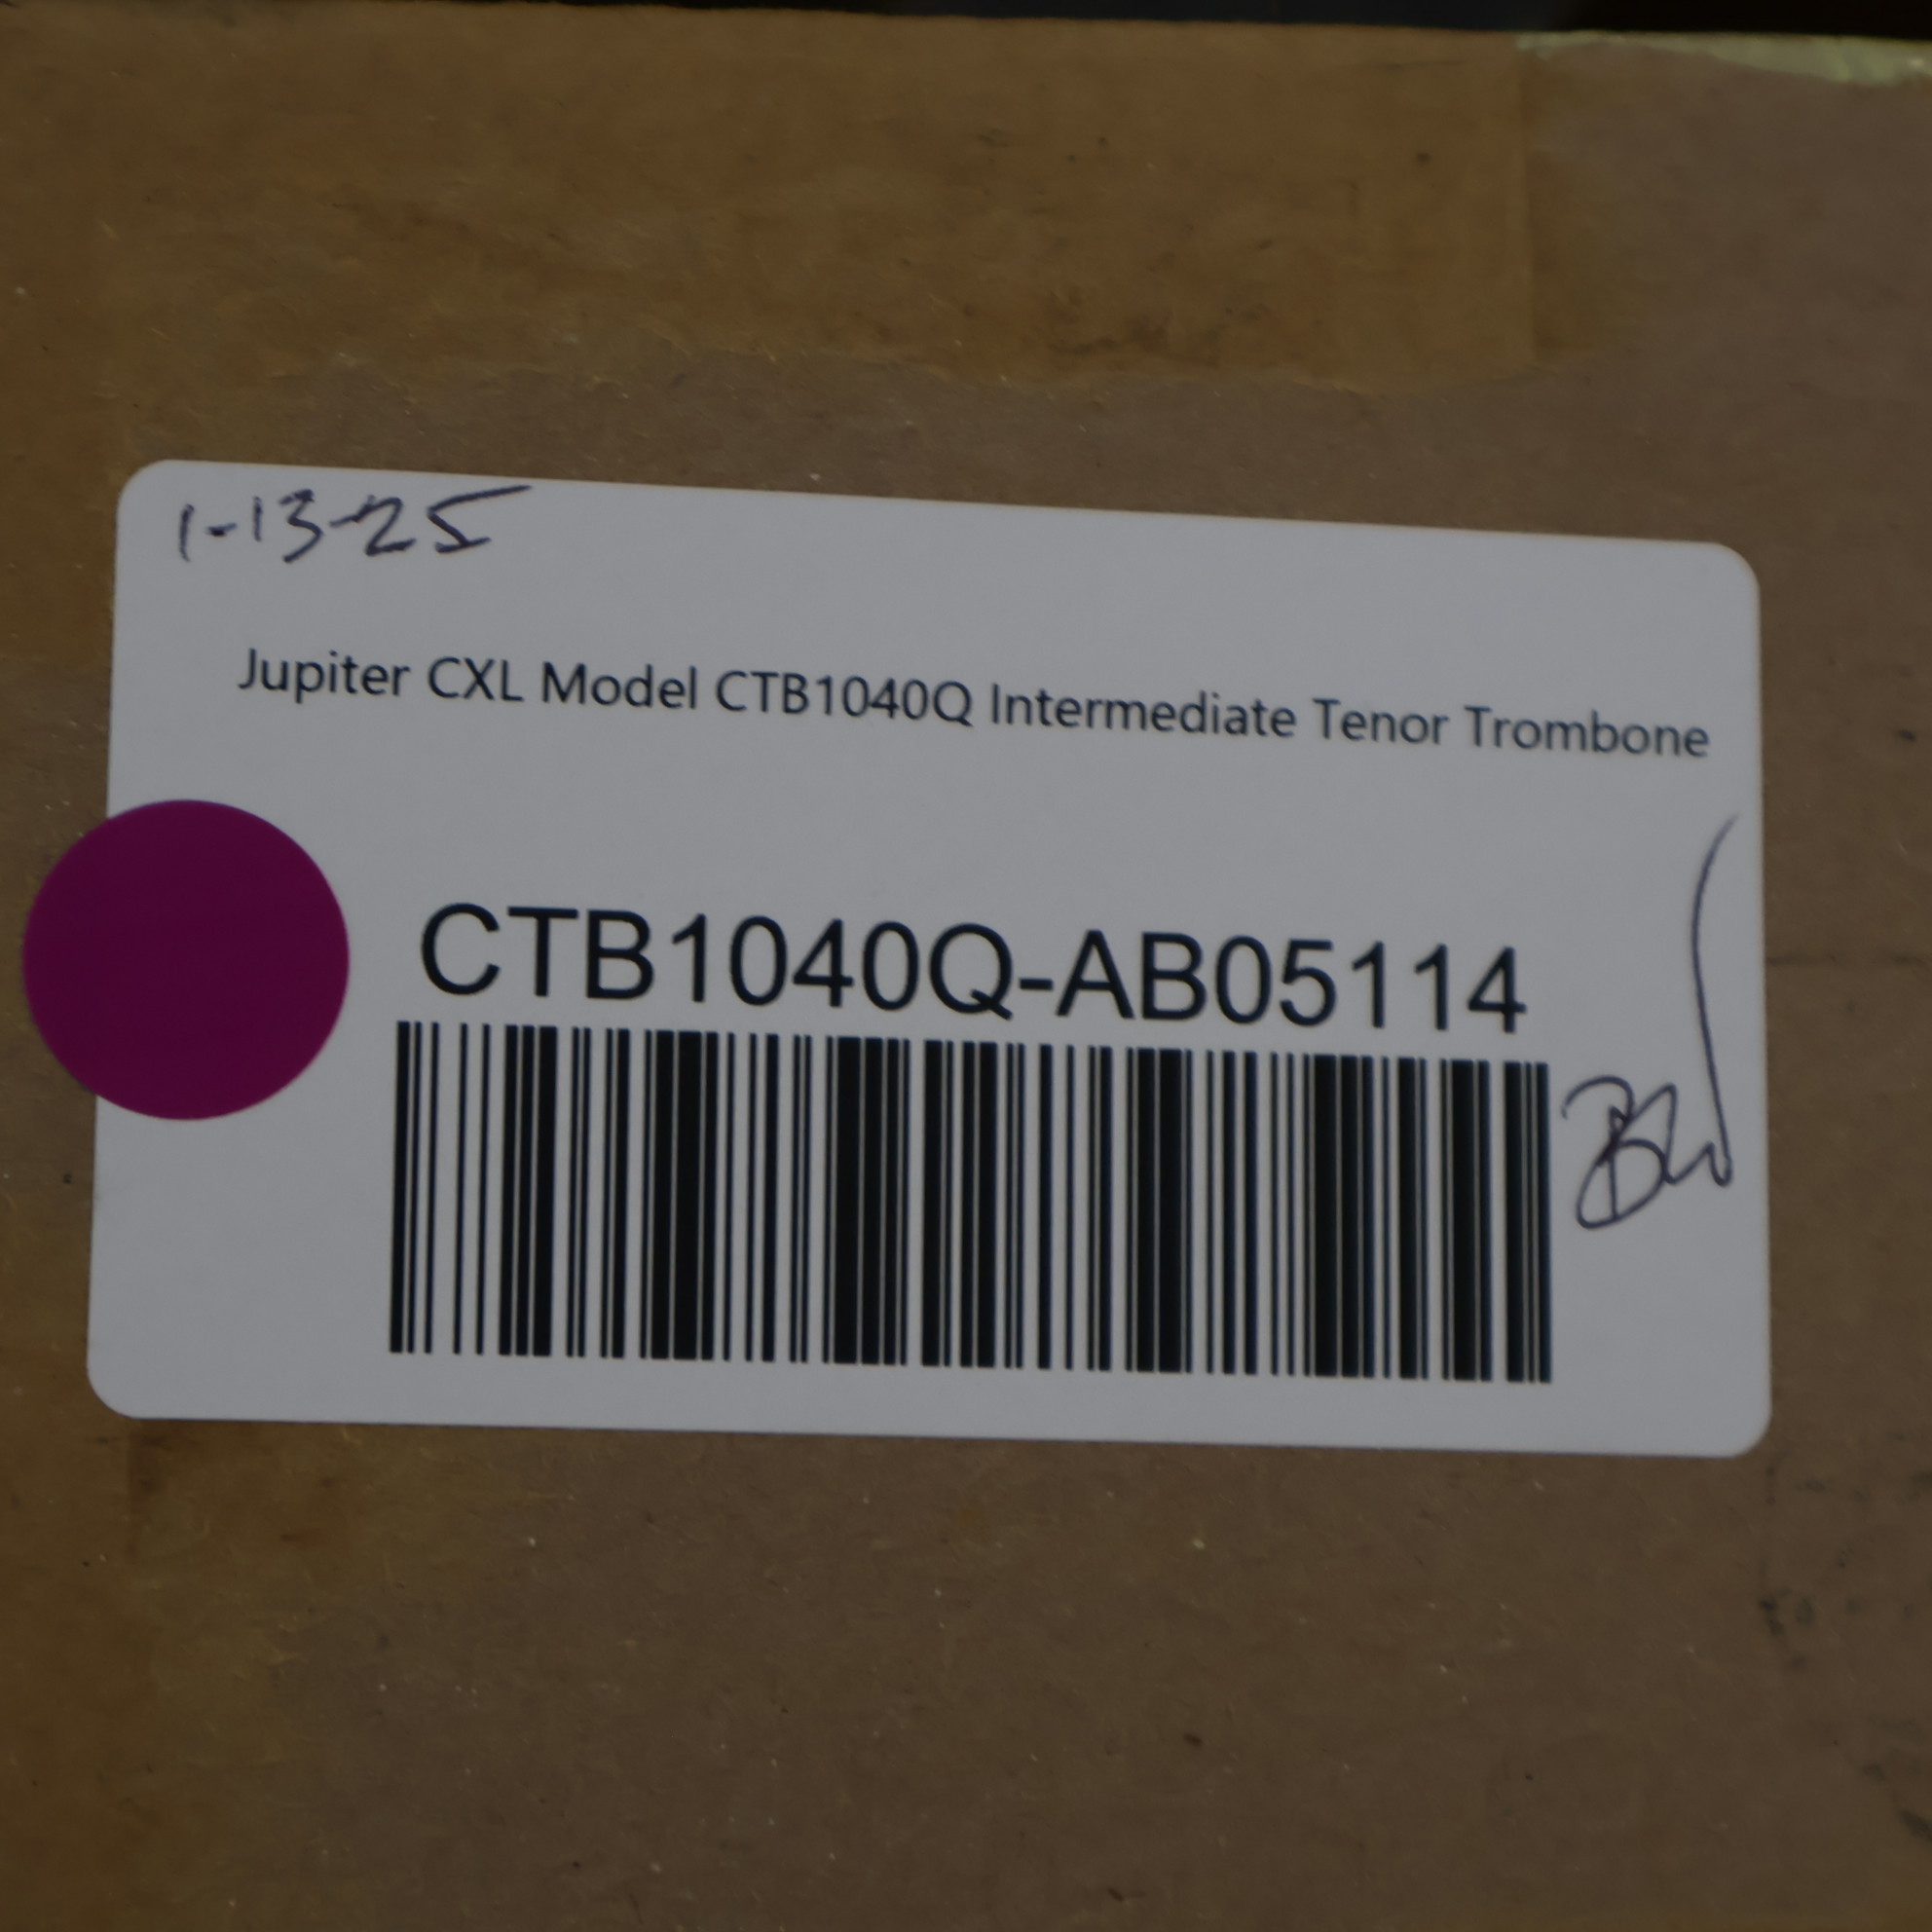 1-13-25
Jupiter CXL Model CTB1040Q Intermediate Tenor Trombone
CTB1040Q-AB05114